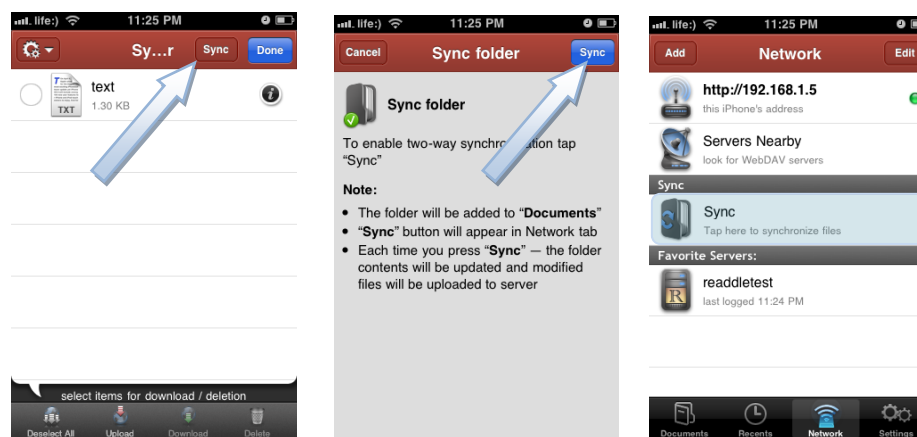 life:) 11:25 PM
Sy...r Sync Done
text
1.30 KB
TXT
select items for download / deletion
Deselect All Upload Download Delete
life:) 11:25 PM
Cancel Sync folder Sync
Sync folder
To enable two-way synchronization tap
“Sync”
Note:
• The folder will be added to “Documents”
• “Sync” button will appear in Network tab
• Each time you press “Sync” — the folder
contents will be updated and modified
files will be uploaded to server
life:) 11:25 PM
Add Network Edit
http://192.168.1.5
this iPhone's address
Servers Nearby
look for WebDAV servers
Sync
Sync
Tap here to synchronize files
Favorite Servers:
readdletest
R
last logged 11:24 PM
Documents Recents Network Settings